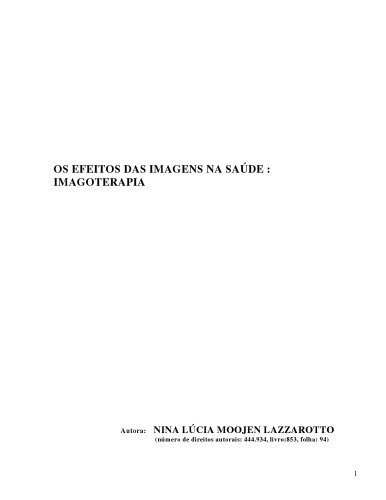 OS EFEITOS DAS IMAGENS NA SAÚDE :
IMAGOTERAPIA
Autora: NINA LÚCIA MOOJEN LAZZAROTTO
(número de direitos autorais: 444.934, livro:853, folha: 94)
1